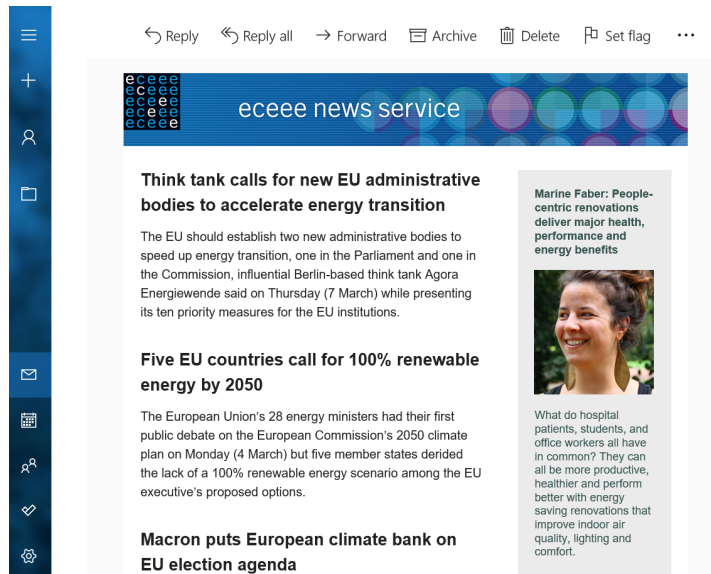 Reply
Reply all
Forward
Archive
Delete
Set flag
eceee
eceee
eceee
eceee
eceee
eceee news service
Think tank calls for new EU administrative
bodies to accelerate energy transition
The EU should establish two new administrative bodies to
speed up energy transition, one in the Parliament and one in
the Commission, influential Berlin-based think tank Agora
Energiewende said on Thursday (7 March) while presenting
its ten priority measures for the EU institutions.
Five EU countries call for 100% renewable
energy by 2050
The European Union's 28 energy ministers had their first
public debate on the European Commission's 2050 climate
plan on Monday (4 March) but five member states derided
the lack of a 100% renewable energy scenario among the EU
executive's proposed options.
Macron puts European climate bank on
EU election agenda
Marine Faber: People-
centric renovations
deliver major health,
performance and
energy benefits
What do hospital
patients, students, and
office workers all have
in common? They can
all be more productive,
healthier and perform
better with energy
saving renovations that
improve indoor air
quality, lighting and
comfort.